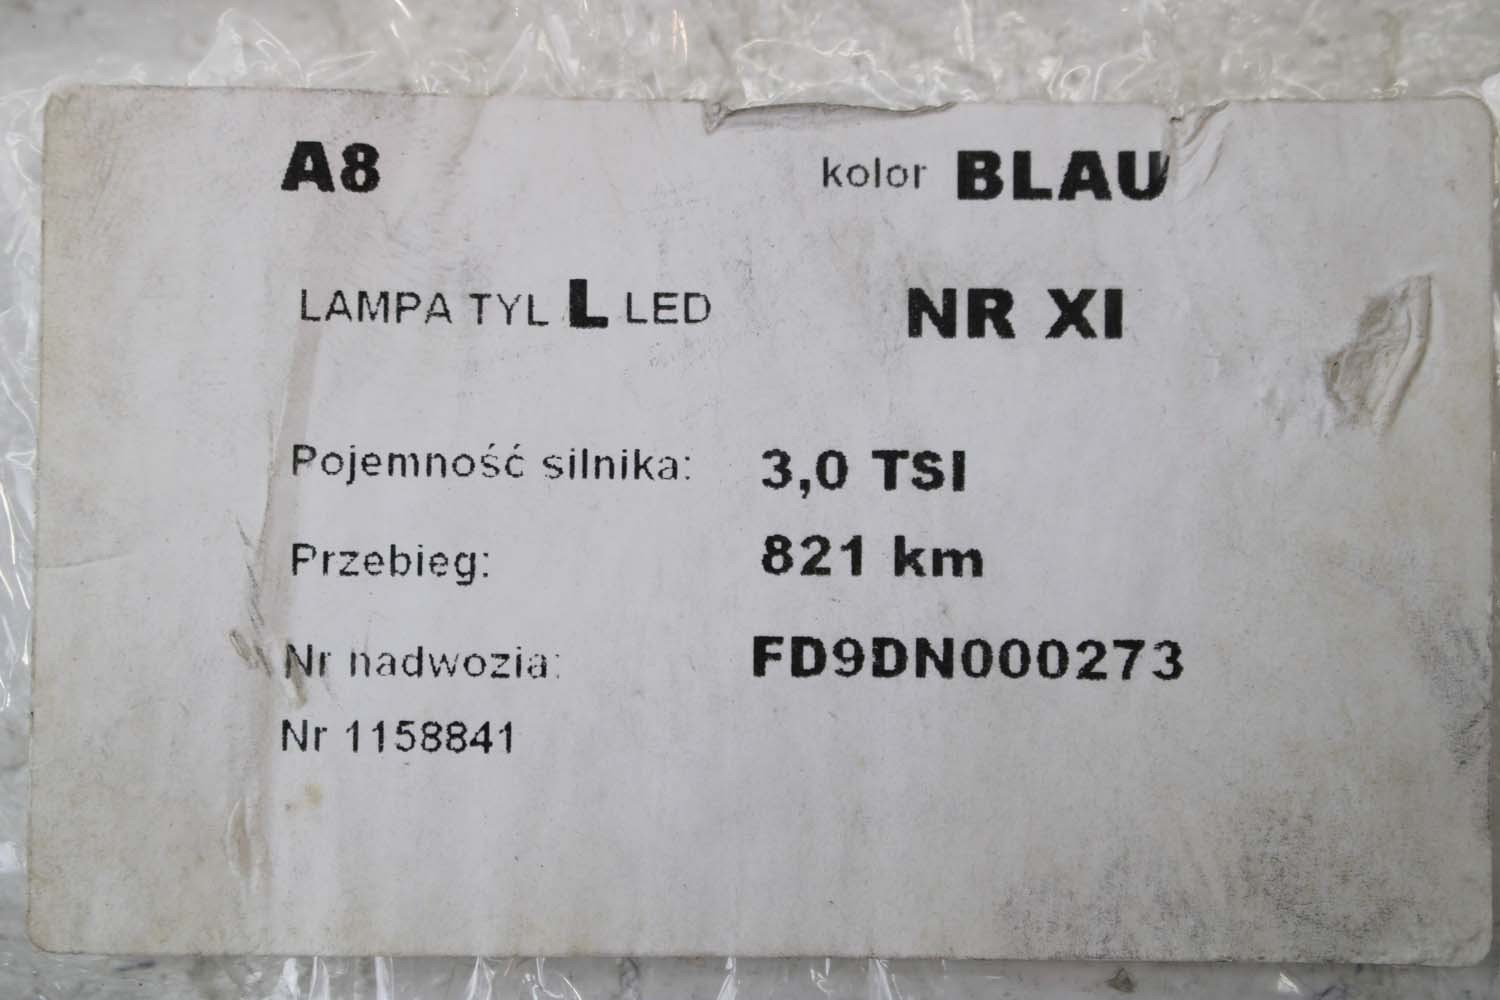 A8 kolor BLAU
LAMPA TYL L LED NR XI
Pojemność silnika: 3,0 TSI
Przebieg: 821 km
Nr nadwozia: FD9DN000273
Nr 1158841